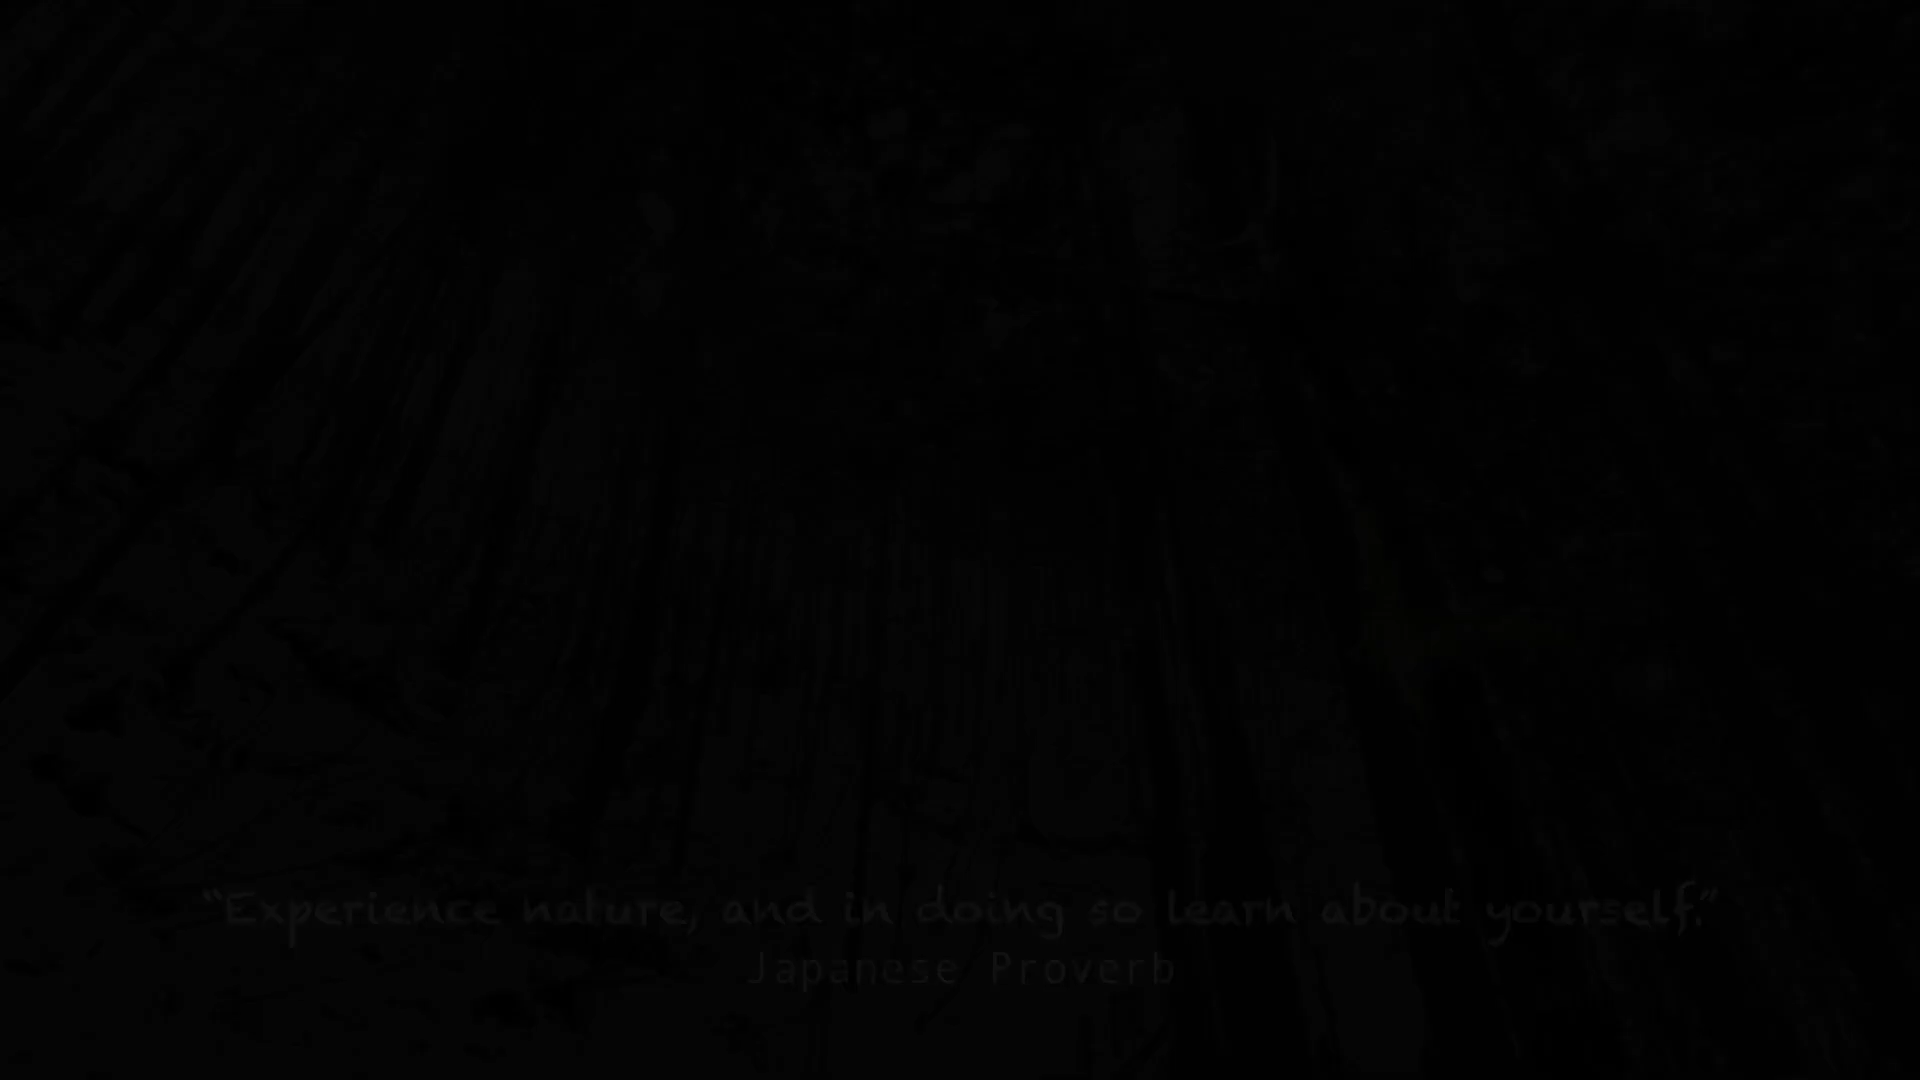 “Experience nature, and in doing so learn about yourself.”
Japanese Proverb